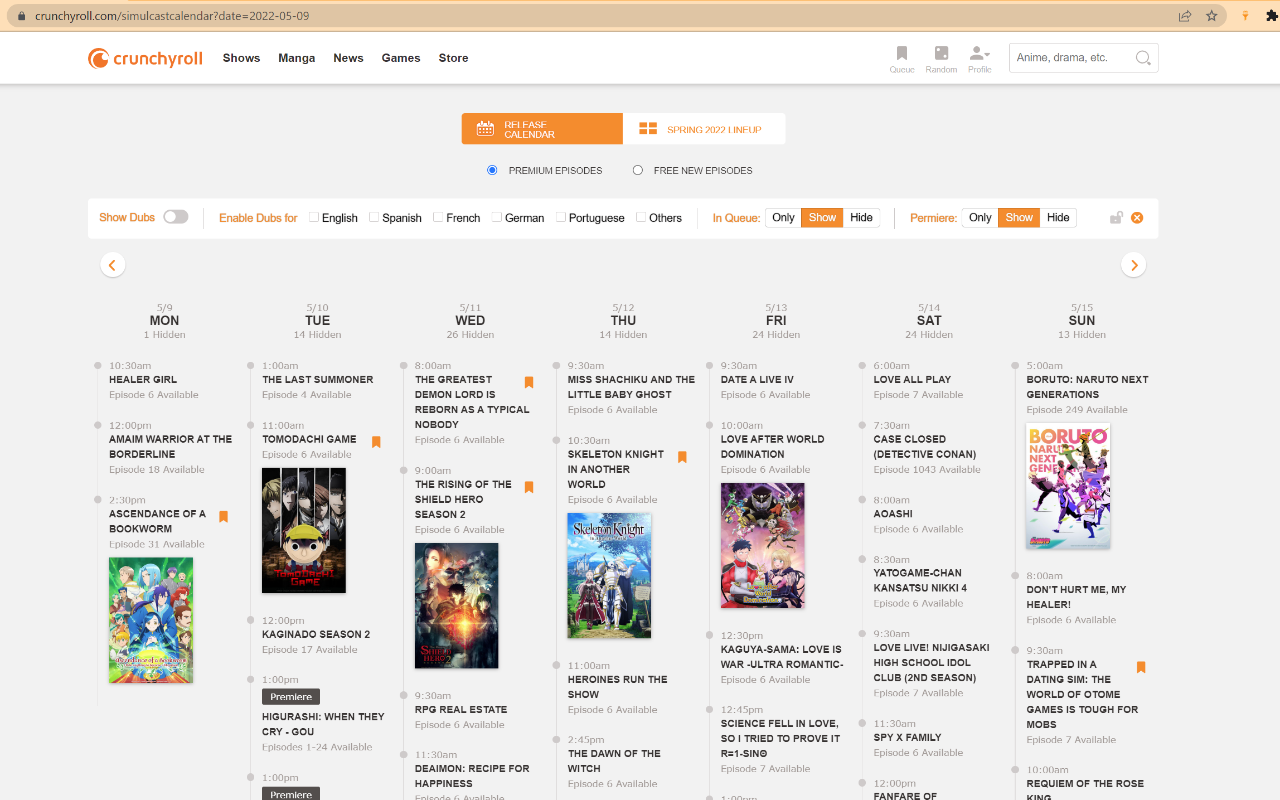 crunchyroll.com/simulcastcalendar?date=2022-05-09
crunchyroll
Shows
Manga
News
Games
Store
Queue
Random
Profile
Anime, drama, etc.
RELEASE
CALENDAR
SPRING 2022 LINEUP
PREMIUM EPISODES
FREE NEW EPISODES
Show Dubs
Enable Dubs for
English
Spanish
French
German
Portuguese
Others
In Queue:
Only
Show
Hide
Permiere:
Only
Show
Hide
5/9
MON
1 Hidden
10:30am
HEALER GIRL
Episode 6 Available
12:00pm
AMAIM WARRIOR AT THE
BORDERLINE
Episode 18 Available
2:30pm
ASCENDANCE OF A
BOOKWORM
Episode 31 Available
5/10
TUE
14 Hidden
1:00am
THE LAST SUMMONER
Episode 4 Available
11:00am
TOMODACHI GAME
Episode 6 Available
TOMODACHI
GAME
12:00pm
KAGINADO SEASON 2
Episode 17 Available
1:00pm
Premiere
HIGURASHI: WHEN THEY
CRY - GOU
Episodes 1-24 Available
1:00pm
Premiere
5/11
WED
26 Hidden
8:00am
THE GREATEST
DEMON LORD IS
REBORN AS A TYPICAL
NOBODY
Episode 6 Available
9:00am
THE RISING OF THE
SHIELD HERO
SEASON 2
Episode 6 Available
9:30am
RPG REAL ESTATE
Episode 6 Available
11:30am
DEAIMON: RECIPE FOR
HAPPINESS
Episode 6 Available
5/12
THU
14 Hidden
9:30am
MISS SHACHIKU AND THE
LITTLE BABY GHOST
Episode 6 Available
10:30am
SKELETON KNIGHT
IN ANOTHER
WORLD
Episode 6 Available
Skeleton Knight
11:00am
HEROINES RUN THE
SHOW
Episode 6 Available
2:45pm
THE DAWN OF THE
WITCH
Episode 6 Available
5/13
FRI
24 Hidden
9:30am
DATE A LIVE IV
Episode 6 Available
10:00am
LOVE AFTER WORLD
DOMINATION
Episode 6 Available
12:30pm
KAGUYA-SAMA: LOVE IS
WAR -ULTRA ROMANTIC-
Episode 6 Available
12:45pm
SCIENCE FELL IN LOVE,
SO I TRIED TO PROVE IT
R=1-SINΘ
Episode 7 Available
1:00pm
5/14
SAT
24 Hidden
6:00am
LOVE ALL PLAY
Episode 7 Available
7:30am
CASE CLOSED
(DETECTIVE CONAN)
Episode 1043 Available
8:00am
AOASHI
Episode 6 Available
8:30am
YATOGAME-CHAN
KANSATSU NIKKI 4
Episode 6 Available
9:30am
LOVE LIVE! NIJIGASAKI
HIGH SCHOOL IDOL
CLUB (2ND SEASON)
Episode 7 Available
11:30am
SPY X FAMILY
Episode 6 Available
12:00pm
FANFARE OF
5/15
SUN
13 Hidden
5:00am
BORUTO: NARUTO NEXT
GENERATIONS
Episode 249 Available
BORUTO
8:00am
DON'T HURT ME, MY
HEALER!
Episode 6 Available
9:30am
TRAPPED IN A
DATING SIM: THE
WORLD OF OTOME
GAMES IS TOUGH FOR
MOBS
Episode 7 Available
10:00am
REQUIEM OF THE ROSE
KING